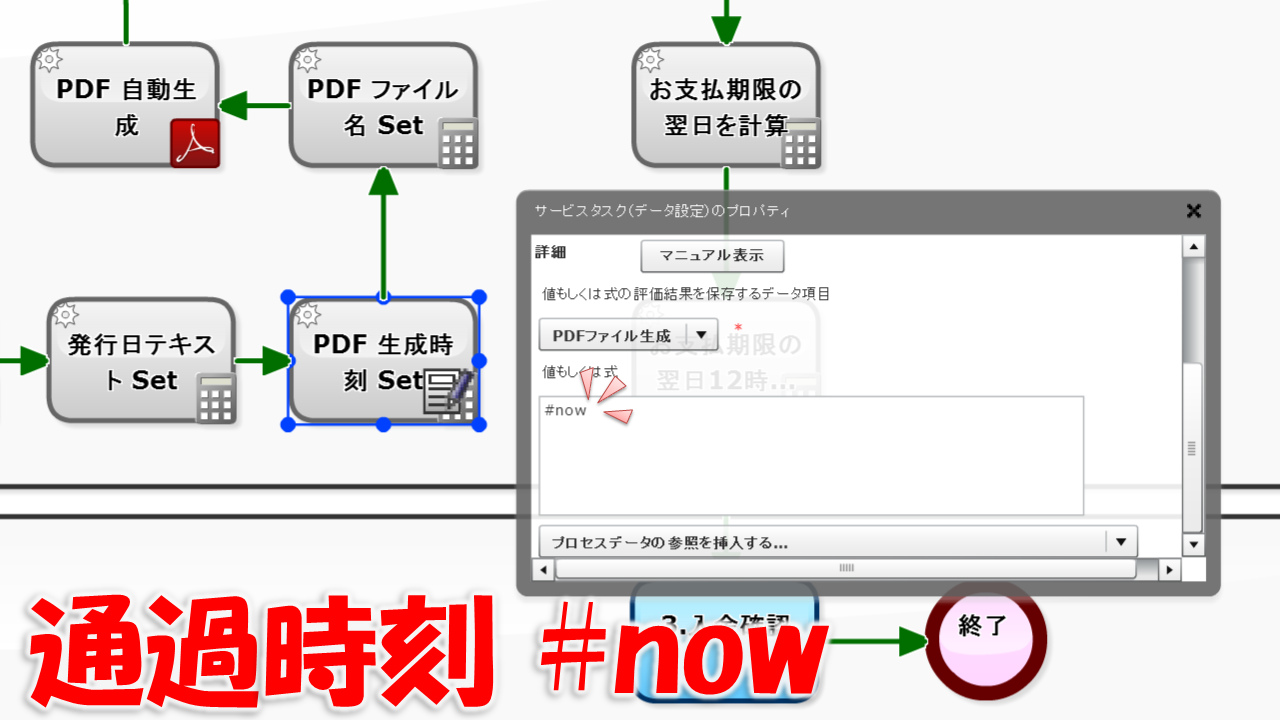 PDF 自動生
成
PDF ファイル
名 Set
お支払期限の
翌日を計算
発行日テキス
ト Set
PDF 生成時
刻 Set
サービスタスク(データ設定)のプロパティ
詳細
マニュアル表示
値もしくは式の評価結果を保存するデータ項目
PDFファイル生成
*
お支払期限の
翌日12時...
値もしくは式
#now
プロセスデータの参照を挿入する...
3.入金確認
終了
通過時刻 #now